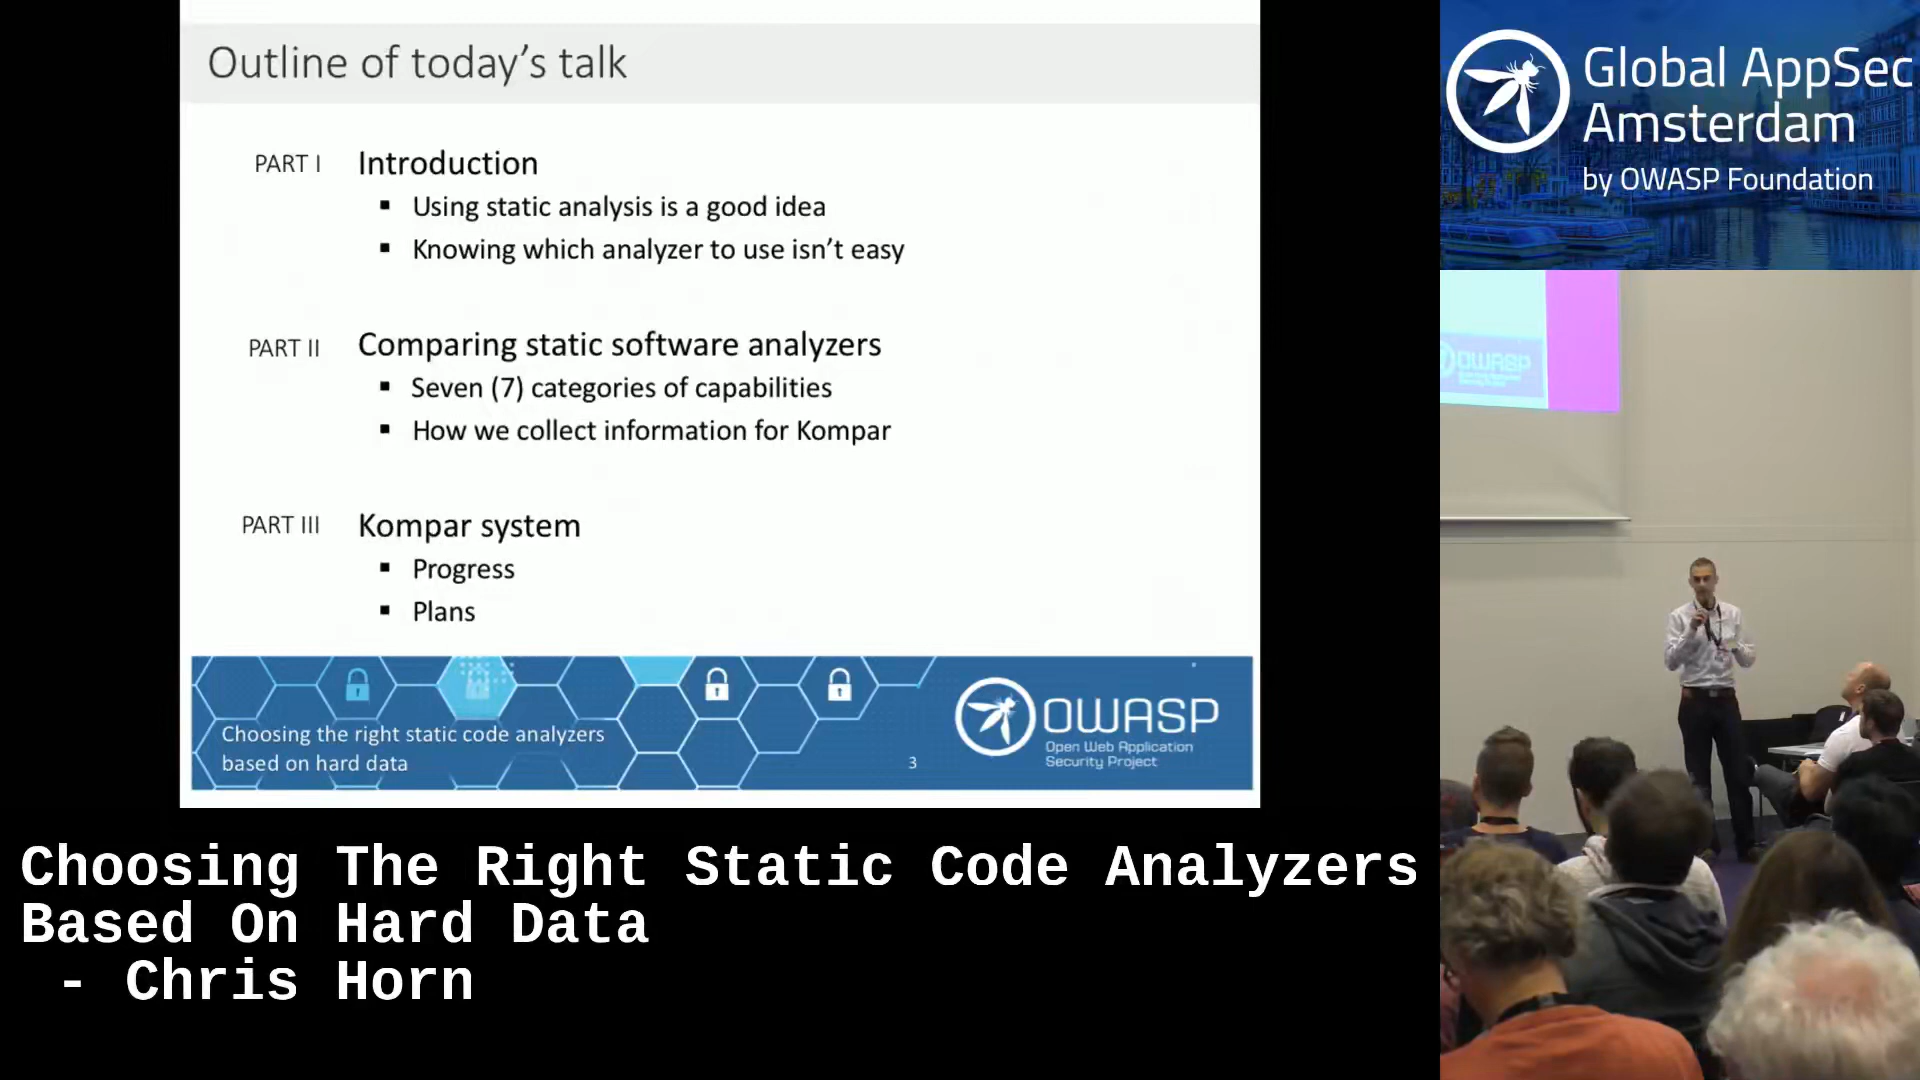 Outline of today's talk
PART I Introduction
▪ Using static analysis is a good idea
▪ Knowing which analyzer to use isn't easy
PART II Comparing static software analyzers
▪ Seven (7) categories of capabilities
▪ How we collect information for Kompar
PART III Kompar system
▪ Progress
▪ Plans
Choosing the right static code analyzers
based on hard data
3
OWASP
Open Web Application
Security Project
Choosing The Right Static Code Analyzers
Based On Hard Data
- Chris Horn
Global AppSec
Amsterdam
by OWASP Foundation
OWASP